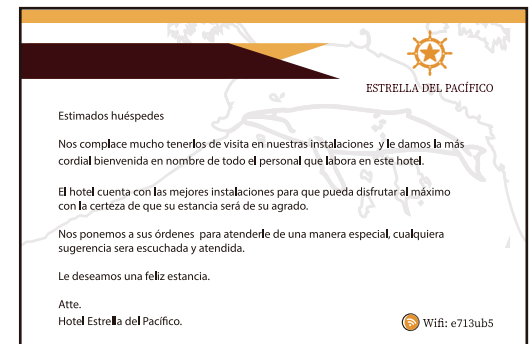 ESTRELLA DEL PACÍFICO
Estimados huéspedes
Nos complace mucho tenerlos de visita en nuestras instalaciones y le damos la más
cordial bienvenida en nombre de todo el personal que labora en este hotel.
El hotel cuenta con las mejores instalaciones para que pueda disfrutar al máximo
con la certeza de que su estancia será de su agrado.
Nos ponemos a sus órdenes para atenderle de una manera especial, cualquiera
sugerencia sera escuchada y atendida.
Le deseamos una feliz estancia.
Atte.
Hotel Estrella del Pacífico.
Wifi: e713ub5